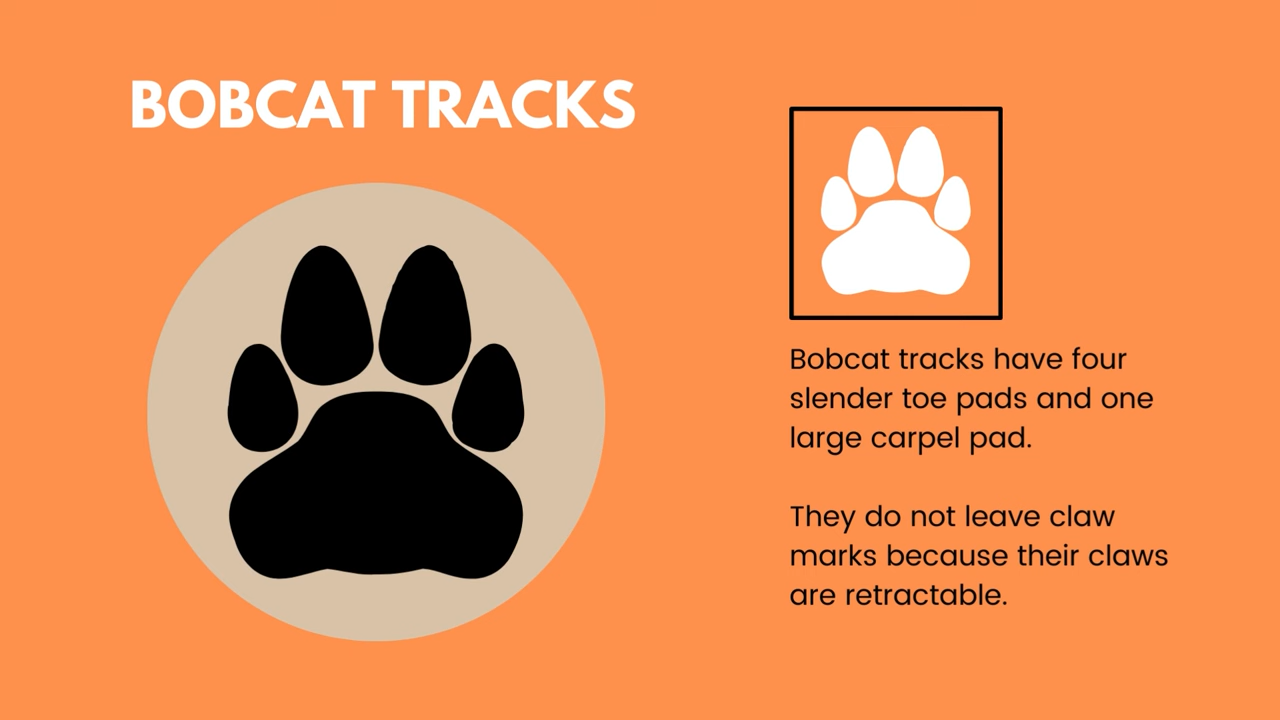 BOBCAT TRACKS
Bobcat tracks have four
slender toe pads and one
large carpel pad.
They do not leave claw
marks because their claws
are retractable.